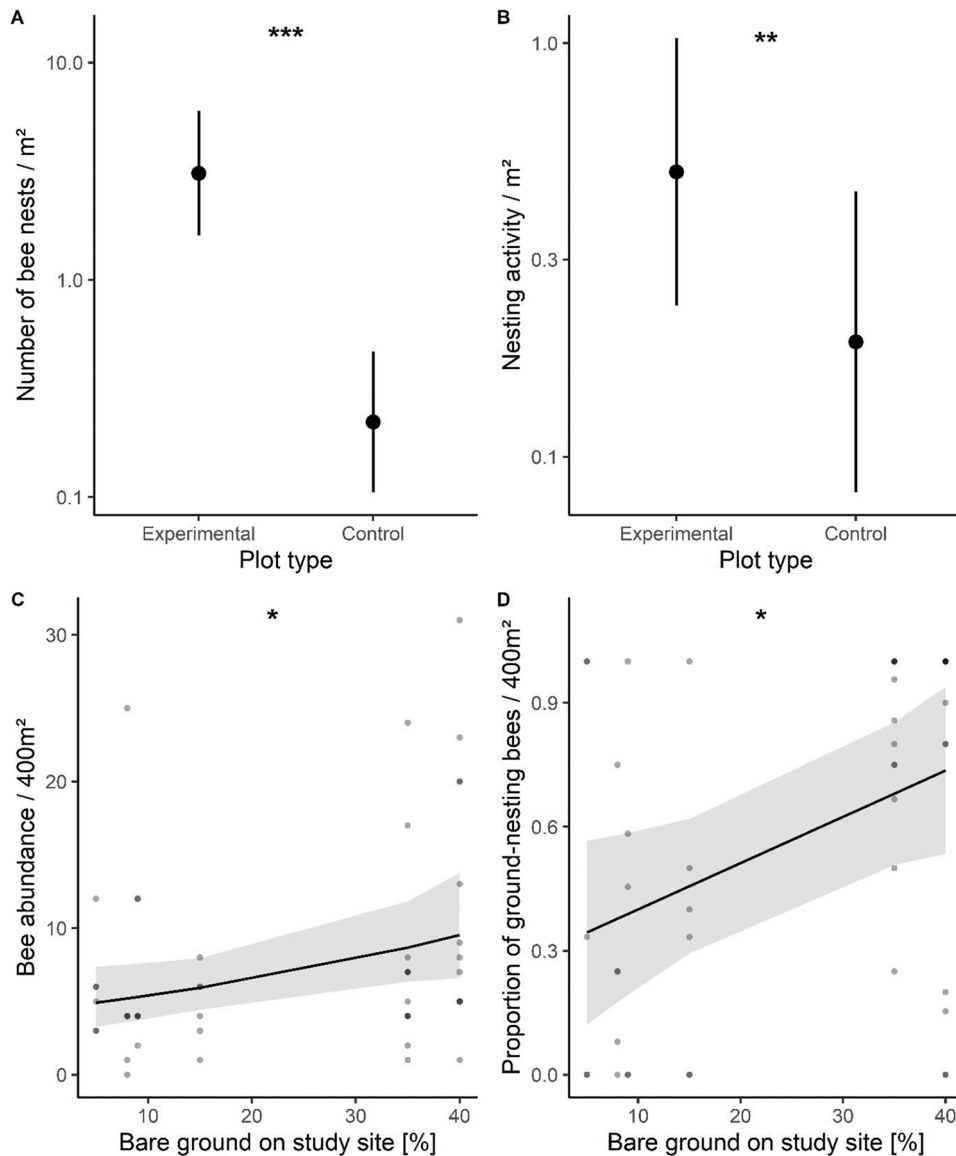 A
***
Number of bee nests / m²
10.0
1.0
0.1
Experimental Control
Plot type
B
**
Nesting activity / m²
1.0
0.3
0.1
Experimental Control
Plot type
C
*
Bee abundance / 400m²
30
20
10
0
10 20 30 40
Bare ground on study site [%]
D
*
Proportion of ground-nesting bees / 400m²
0.9
0.6
0.3
0.0
10 20 30 40
Bare ground on study site [%]